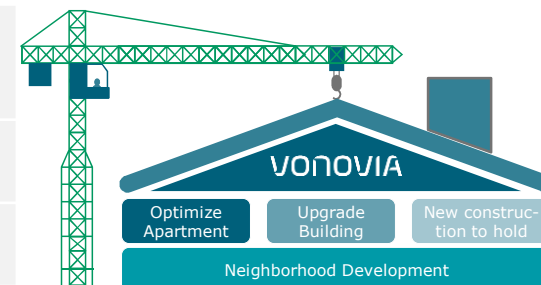 VONOVIA
Optimize
Apartment
Upgrade
Building
New construc-
tion to hold
Neighborhood Development